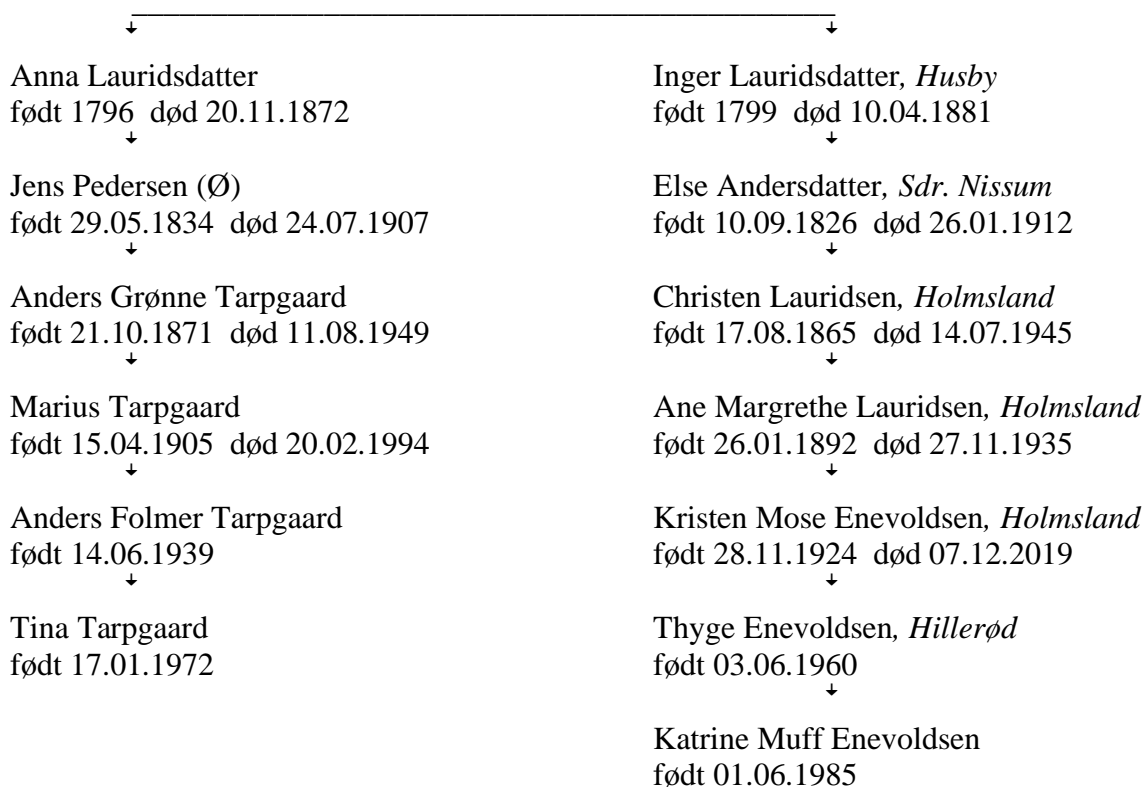 Anna Lauridsdatter
født 1796 død 20.11.1872
Jens Pedersen (Ø)
født 29.05.1834 død 24.07.1907
Anders Grønne Tarpgaard
født 21.10.1871 død 11.08.1949
Marius Tarpgaard
født 15.04.1905 død 20.02.1994
Anders Folmer Tarpgaard
født 14.06.1939
Tina Tarpgaard
født 17.01.1972
Inger Lauridsdatter, Husby
født 1799 død 10.04.1881
Else Andersdatter, Sdr. Nissum
født 10.09.1826 død 26.01.1912
Christen Lauridsen, Holmsland
født 17.08.1865 død 14.07.1945
Ane Margrethe Lauridsen, Holmsland
født 26.01.1892 død 27.11.1935
Kristen Mose Enevoldsen, Holmsland
født 28.11.1924 død 07.12.2019
Thyge Enevoldsen, Hillerød
født 03.06.1960
Katrine Muff Enevoldsen
født 01.06.1985